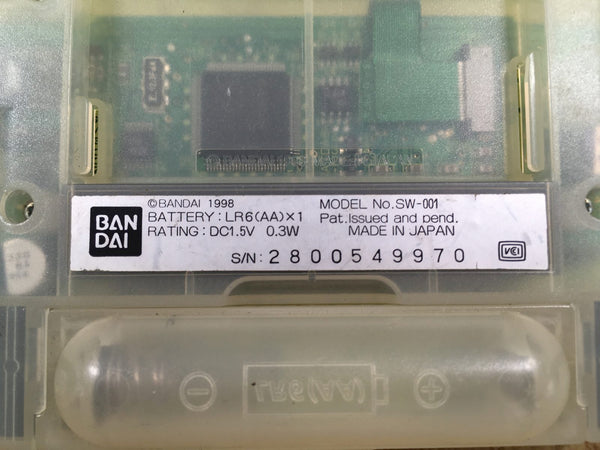 ©BANDAI 1998
BATTERY:LR6(AA)×1
RATING: DC1.5V 0.3W
MODEL No.SW-001
Pat.Issued and pend.
MADE IN JAPAN
BAN
DAI
S/N: 2800549970
VCI
LR6(AA)